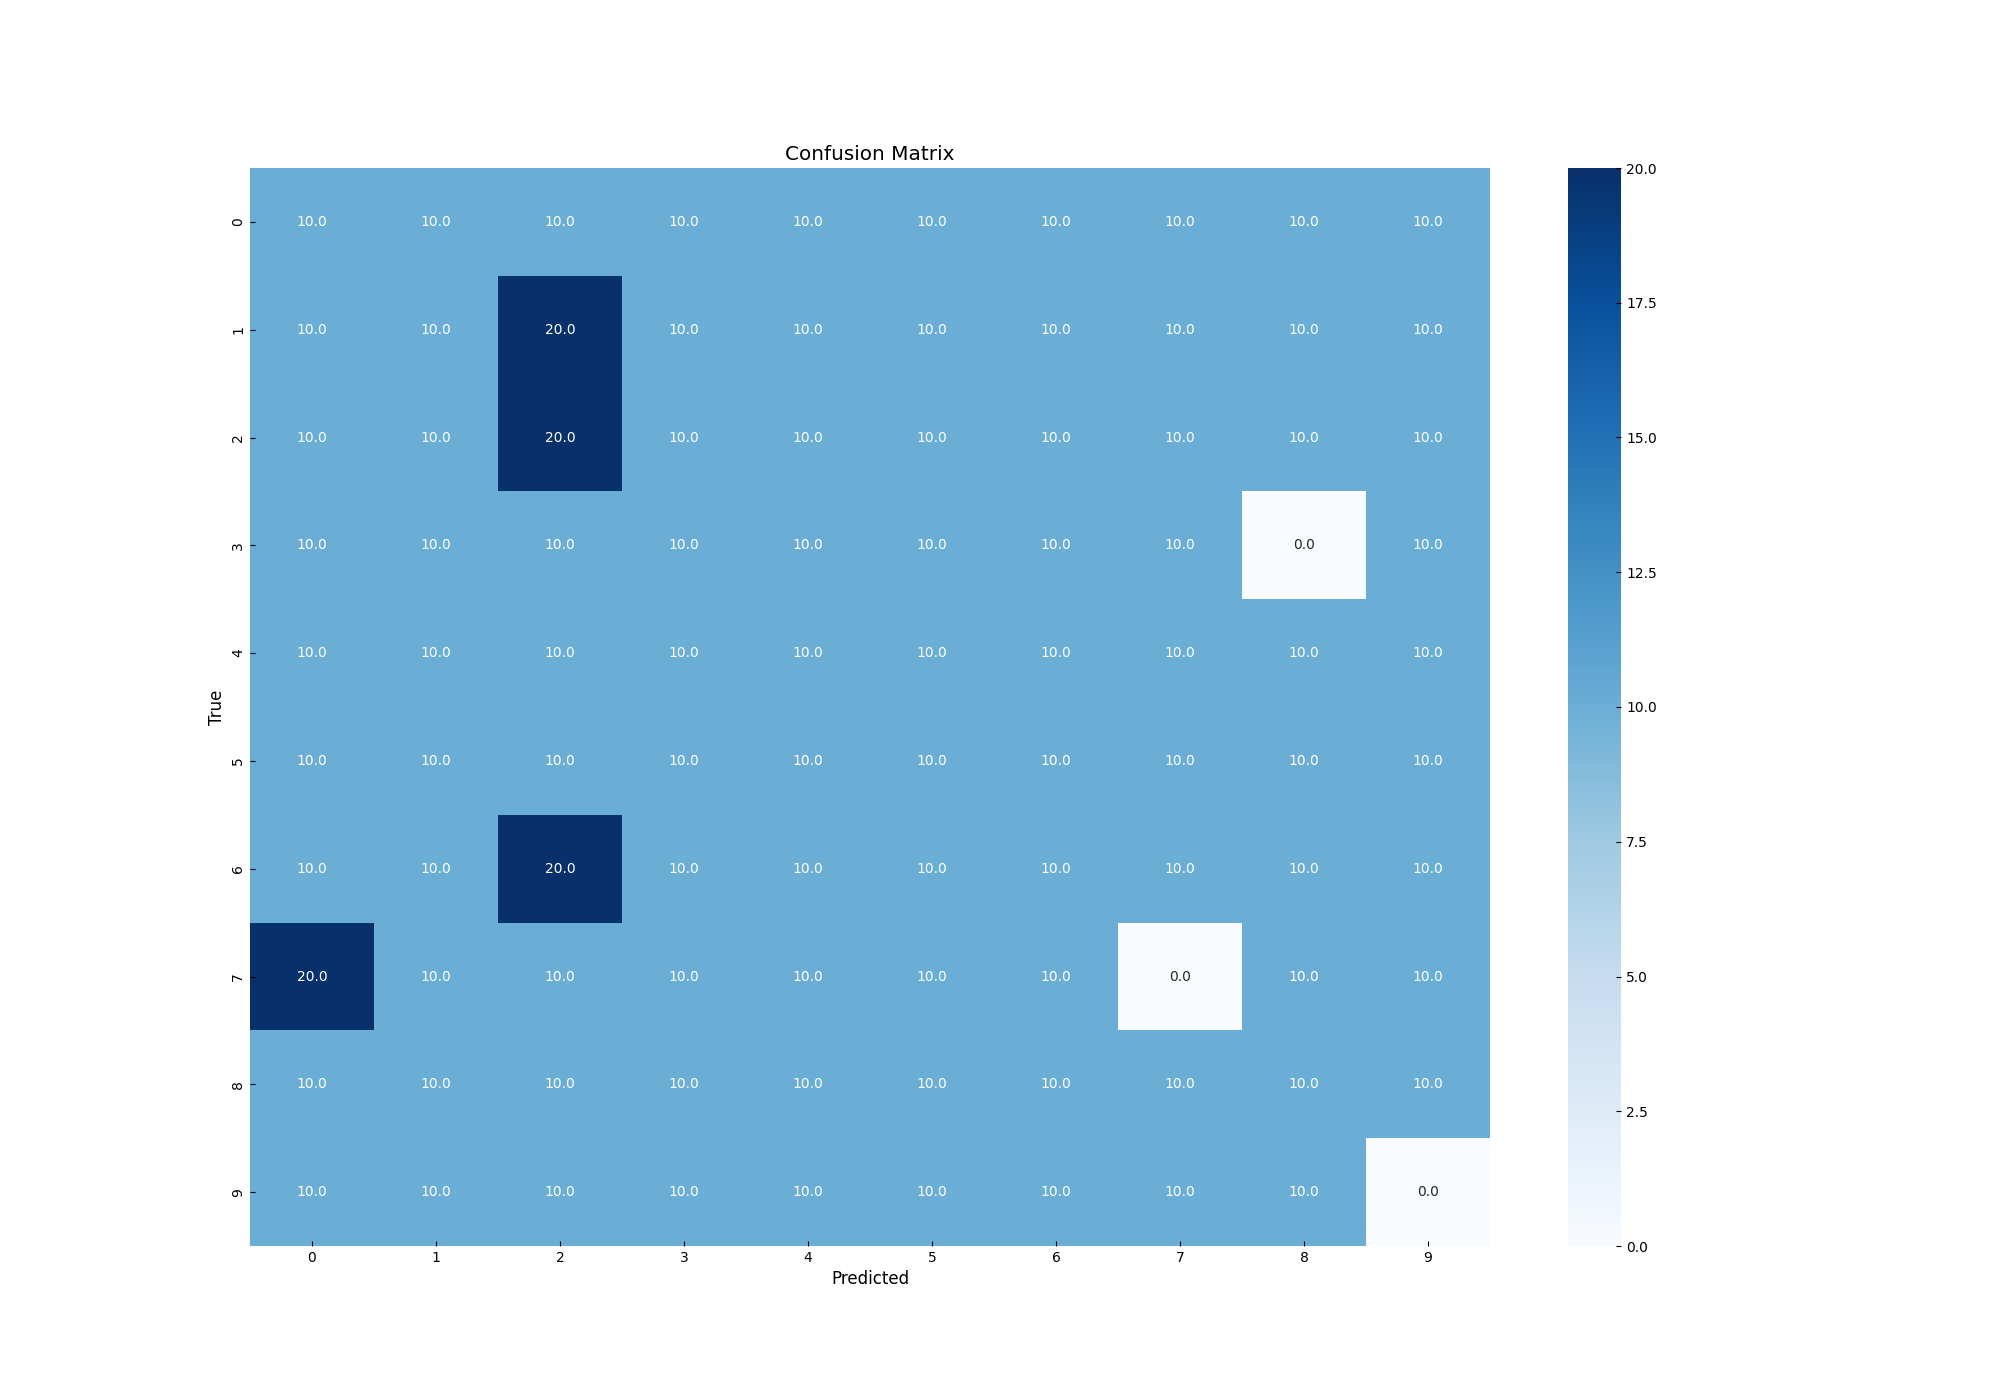 Confusion Matrix
0 10.0 10.0 10.0 10.0 10.0 10.0 10.0 10.0 10.0 10.0
1 10.0 10.0 20.0 10.0 10.0 10.0 10.0 10.0 10.0 10.0
2 10.0 10.0 20.0 10.0 10.0 10.0 10.0 10.0 10.0 10.0
3 10.0 10.0 10.0 10.0 10.0 10.0 10.0 10.0 0.0 10.0
4 10.0 10.0 10.0 10.0 10.0 10.0 10.0 10.0 10.0 10.0
True
5 10.0 10.0 10.0 10.0 10.0 10.0 10.0 10.0 10.0 10.0
6 10.0 10.0 20.0 10.0 10.0 10.0 10.0 10.0 10.0 10.0
7 20.0 10.0 10.0 10.0 10.0 10.0 10.0 0.0 10.0 10.0
8 10.0 10.0 10.0 10.0 10.0 10.0 10.0 10.0 10.0 10.0
9 10.0 10.0 10.0 10.0 10.0 10.0 10.0 10.0 10.0 0.0
0 1 2 3 4 5 6 7 8 9
Predicted
20.0
17.5
15.0
12.5
10.0
7.5
5.0
2.5
0.0